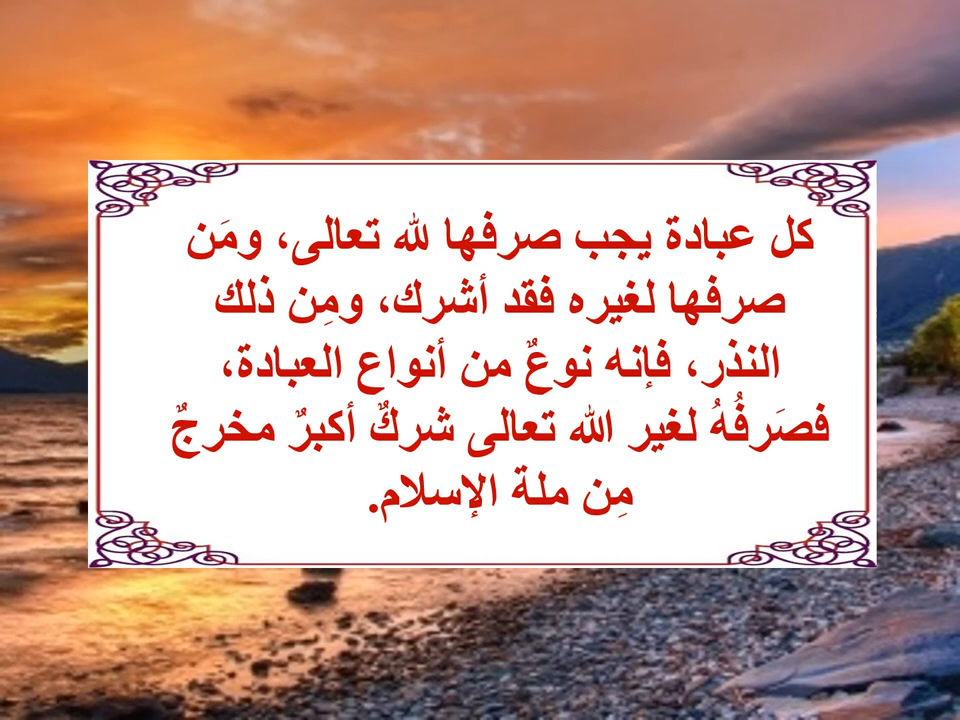 كل عبادة يجب صرفها لله تعالى، ومَن
صرفها لغيره فقد أشرك، ومِن ذلك
النذر، فإنه نوعٌ من أنواع العبادة،
فصَرفُهُ لغير الله تعالى شركٌ أكبرٌ مخرجٌ
مِن ملة الإسلام.